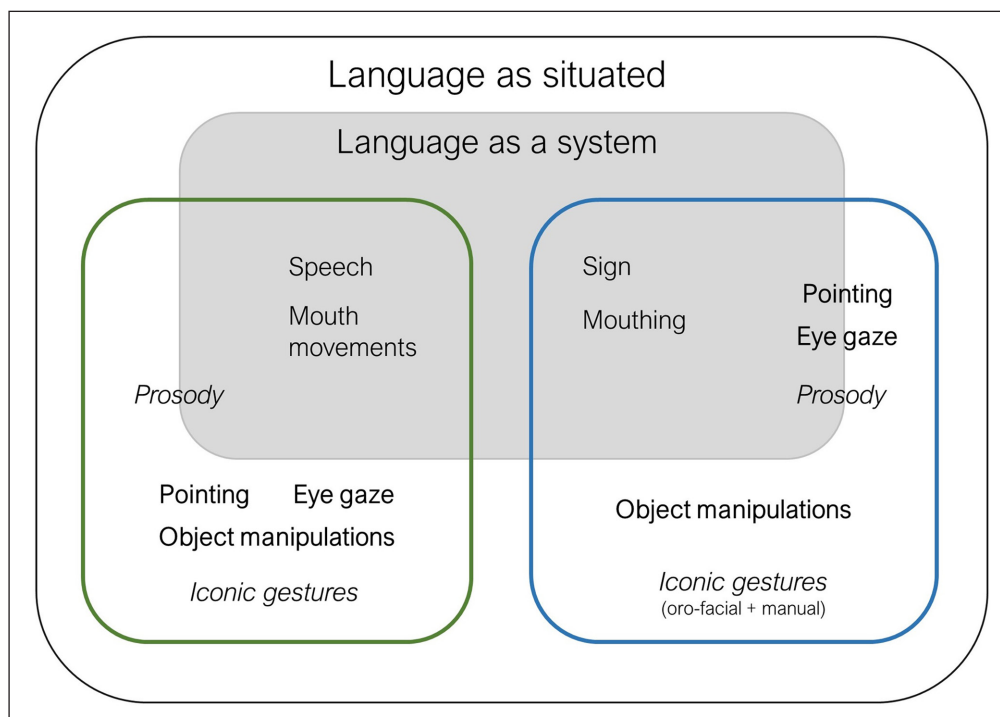 Language as situated
Language as a system
Speech
Mouth
movements
Prosody
Pointing Eye gaze
Object manipulations
Iconic gestures
Sign
Mouthing
Pointing
Eye gaze
Prosody
Object manipulations
Iconic gestures
(oro-facial + manual)